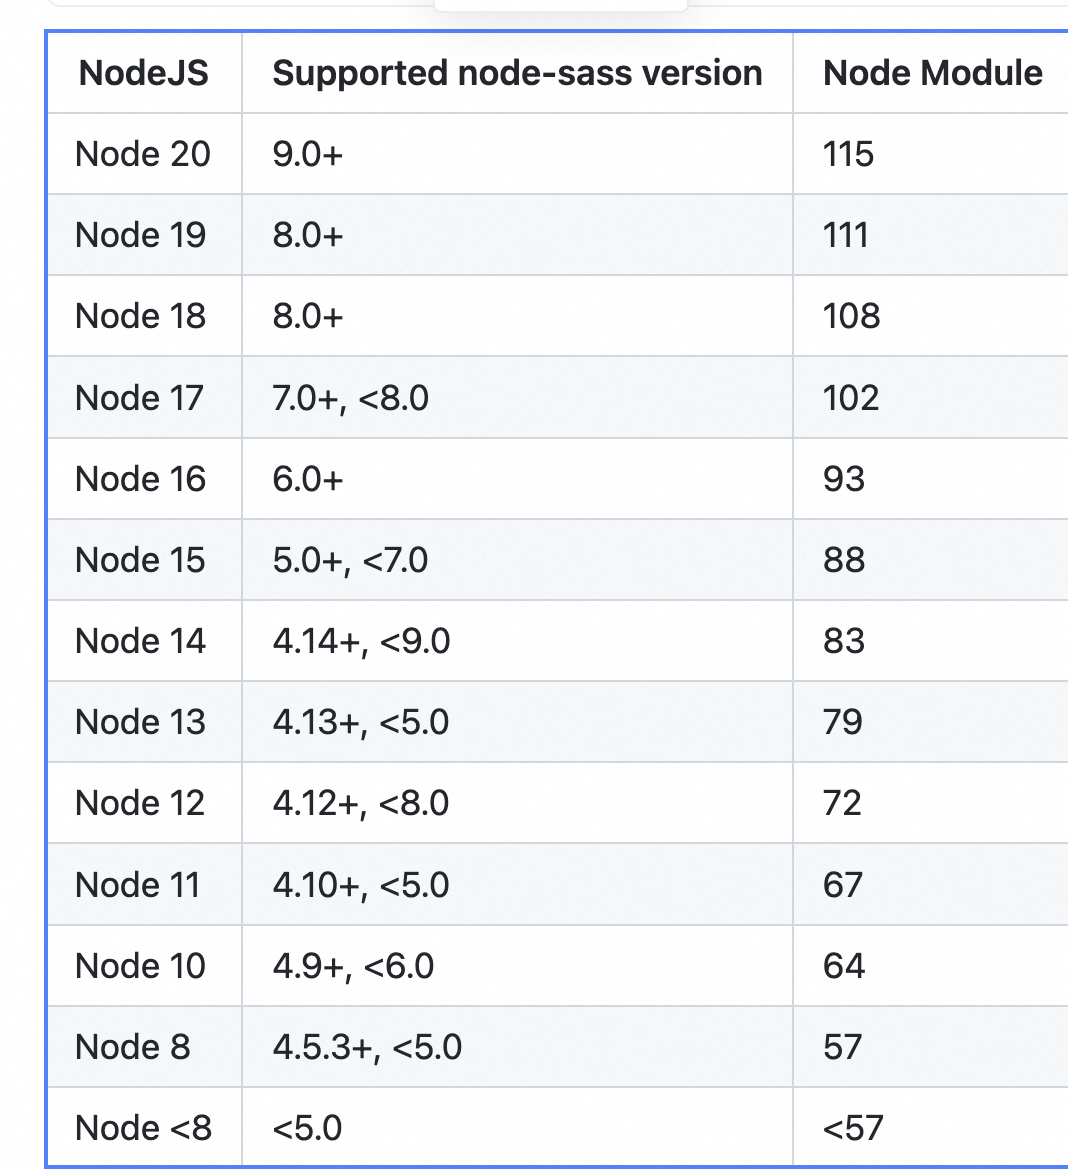 NodeJS Supported node-sass version Node Module
Node 20 9.0+ 115
Node 19 8.0+ 111
Node 18 8.0+ 108
Node 17 7.0+, <8.0 102
Node 16 6.0+ 93
Node 15 5.0+, <7.0 88
Node 14 4.14+, <9.0 83
Node 13 4.13+, <5.0 79
Node 12 4.12+, <8.0 72
Node 11 4.10+, <5.0 67
Node 10 4.9+, <6.0 64
Node 8 4.5.3+, <5.0 57
Node <8 <5.0 <57